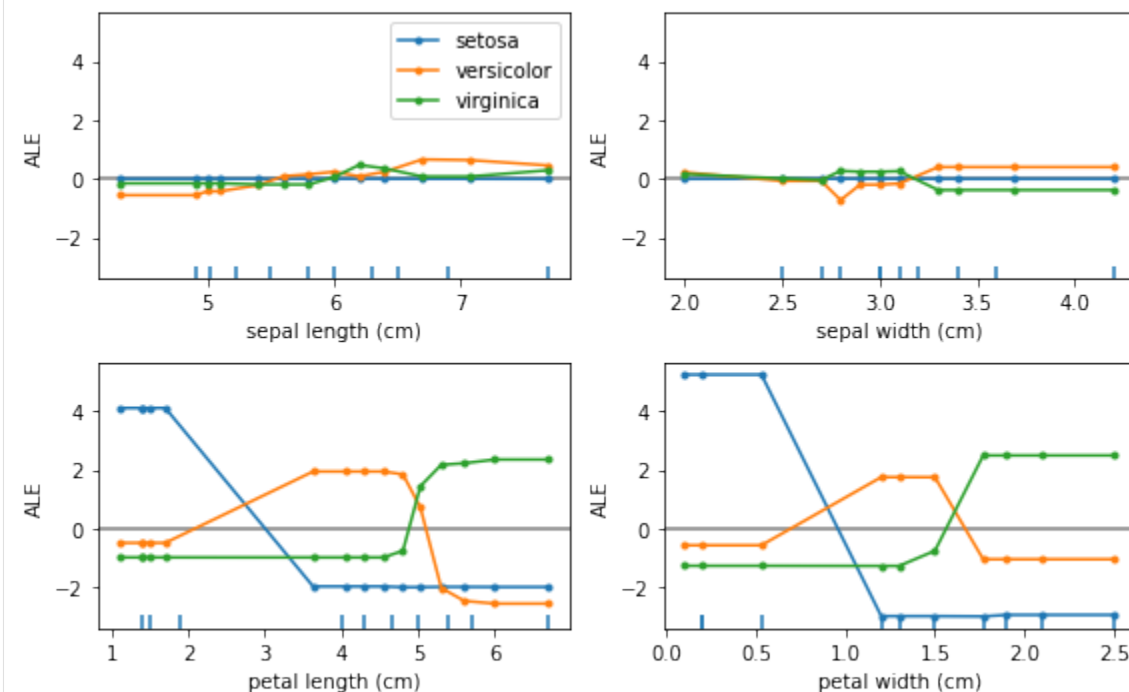 ALE
4
2
0
−2
setosa
versicolor
virginica
5 6 7
sepal length (cm)
ALE
4
2
0
−2
2.0 2.5 3.0 3.5 4.0
sepal width (cm)
ALE
4
2
0
−2
1 2 3 4 5 6
petal length (cm)
ALE
4
2
0
−2
0.0 0.5 1.0 1.5 2.0 2.5
petal width (cm)